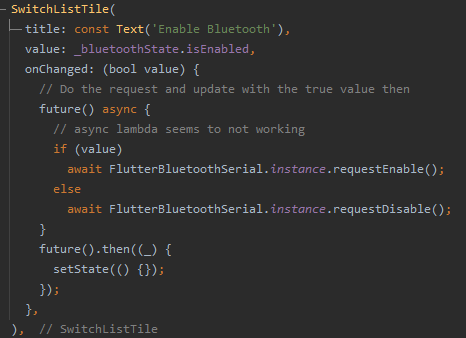 SwitchListTile(
title: const Text('Enable Bluetooth'),
value: _bluetoothState.isEnabled,
onChanged: (bool value) {
// Do the request and update with the true value then
future() async {
// async lambda seems to not working
if (value)
await FlutterBluetoothSerial.instance.requestEnable();
else
await FlutterBluetoothSerial.instance.requestDisable();
}
future().then((_) {
setState(() {});
});
},
), // SwitchListTile